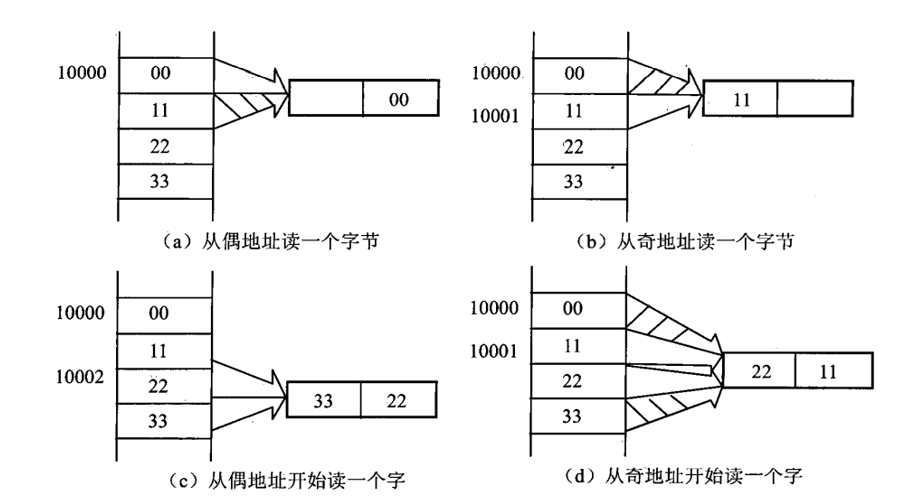 10000 00 00
11
22
33
(a)从偶地址读一个字节
10000 00
10001 11 11
22
33
(b)从奇地址读一个字节
10000 00
11
10002 22
33 33 22
(c)从偶地址开始读一个字
10000 00
10001 11
22 22 11
33
(d)从奇地址开始读一个字